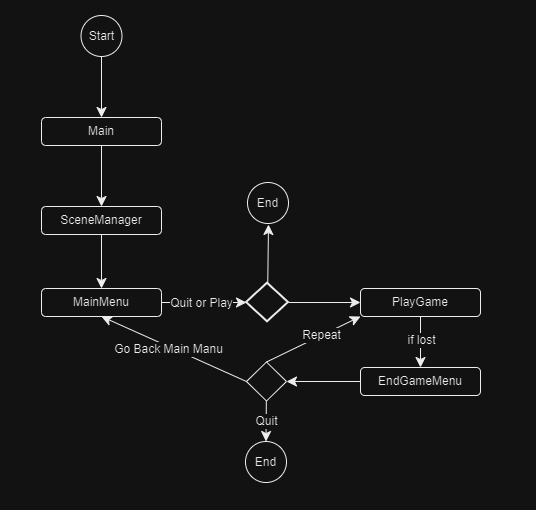 Start
Main
SceneManager
End
MainMenu
Quit or Play
PlayGame
Repeat
if lost
Go Back Main Manu
EndGameMenu
Quit
End